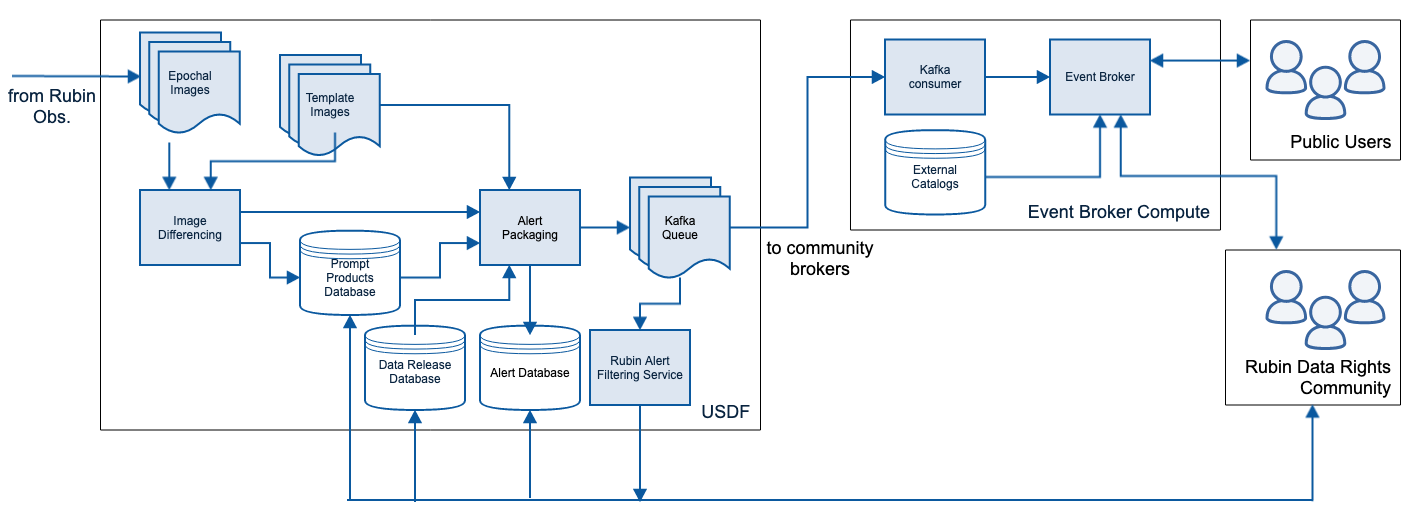 from Rubin
Obs.
Epochal
Images
Template
Images
Image
Differencing
Prompt
Products
Database
Data Release
Database
Alert
Packaging
Alert Database
Kafka
Queue
Rubin Alert
Filtering Service
USDF
to community
brokers
Kafka
consumer
Event Broker
External
Catalogs
Event Broker Compute
Public Users
Rubin Data Rights
Community